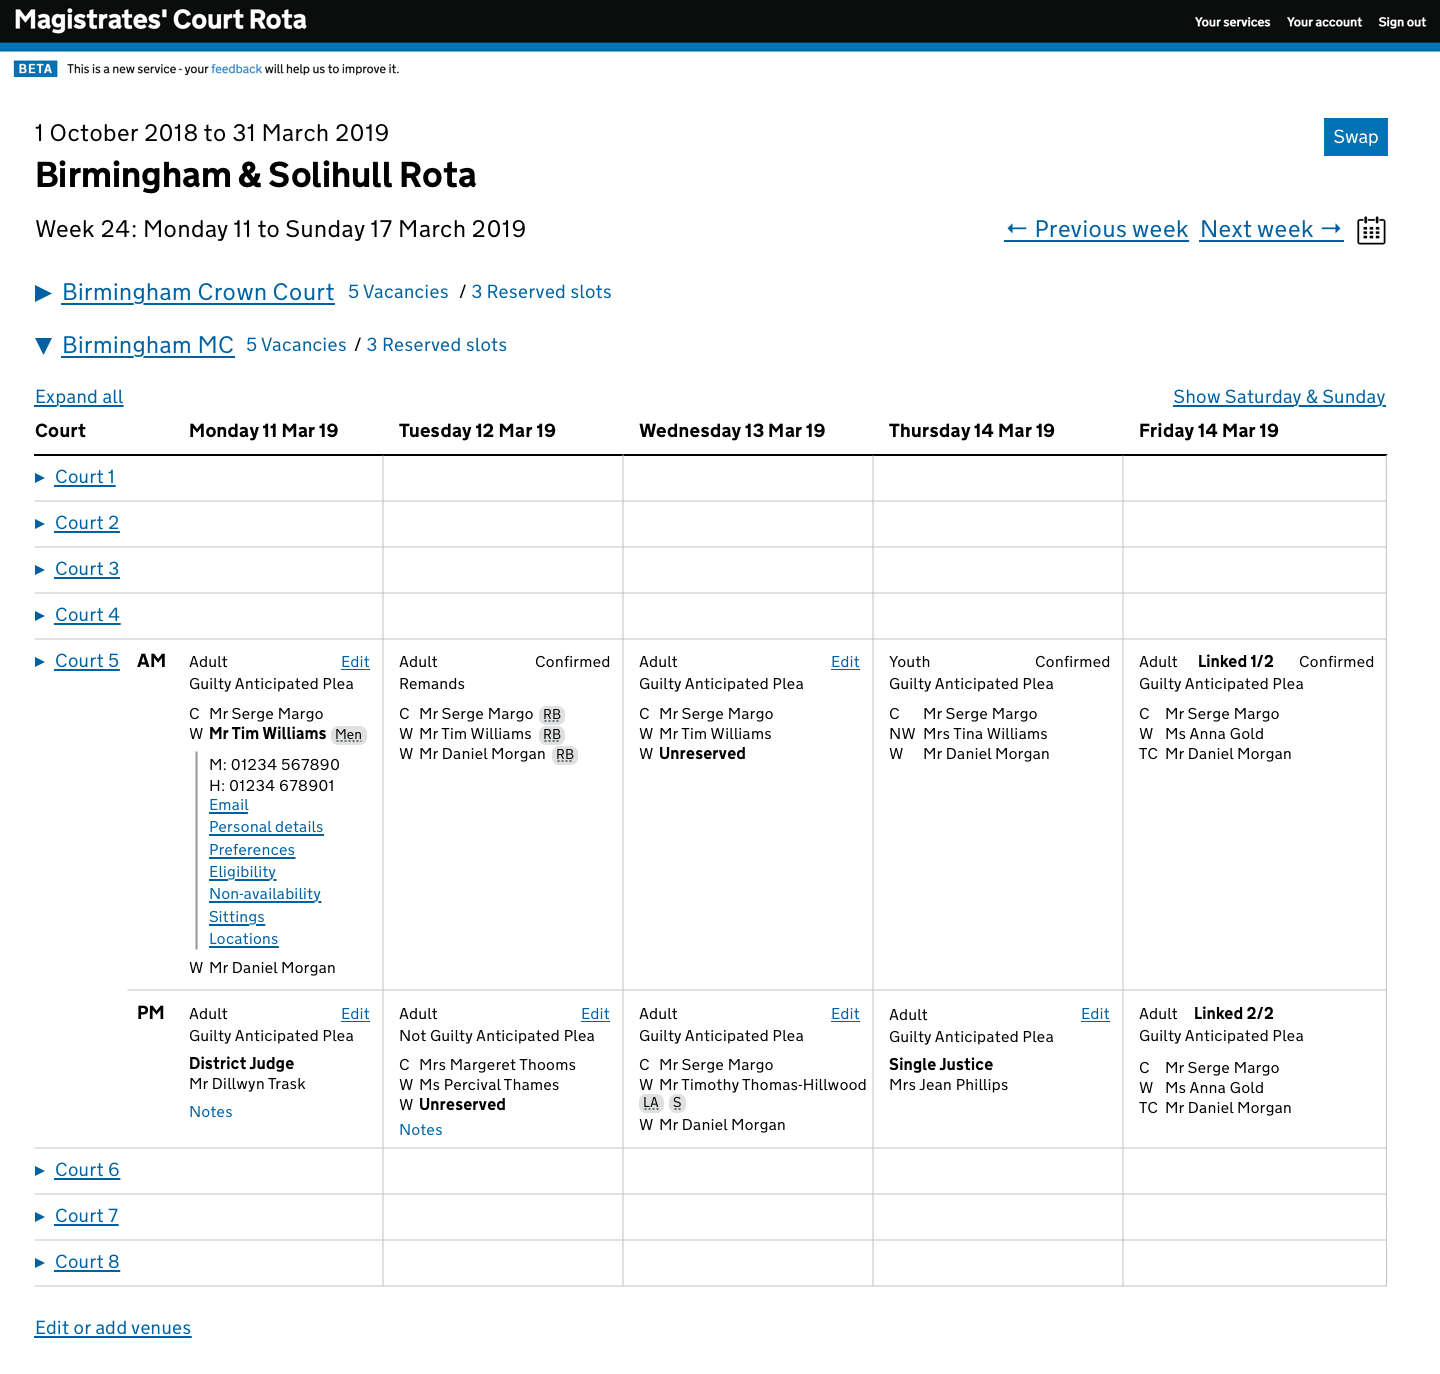 Magistrates' Court Rota
Your services Your account Sign out
BETA This is a new service - your feedback will help us to improve it.
1 October 2018 to 31 March 2019
Swap
Birmingham & Solihull Rota
Week 24: Monday 11 to Sunday 17 March 2019
← Previous week Next week →
▶ Birmingham Crown Court 5 Vacancies / 3 Reserved slots
▼ Birmingham MC 5 Vacancies / 3 Reserved slots
Expand all
Show Saturday & Sunday
Court Monday 11 Mar 19 Tuesday 12 Mar 19 Wednesday 13 Mar 19 Thursday 14 Mar 19 Friday 14 Mar 19
▶ Court 1
▶ Court 2
▶ Court 3
▶ Court 4
▶ Court 5
AM
Adult Edit
Guilty Anticipated Plea
C Mr Serge Margo
W Mr Tim Williams Men
M: 01234 567890
H: 01234 678901
Email
Personal details
Preferences
Eligibility
Non-availability
Sittings
Locations
W Mr Daniel Morgan
Adult Confirmed
Remands
C Mr Serge Margo RB
W Mr Tim Williams RB
W Mr Daniel Morgan RB
Adult Edit
Guilty Anticipated Plea
C Mr Serge Margo
W Mr Tim Williams
W Unreserved
Youth Confirmed
Guilty Anticipated Plea
C Mr Serge Margo
NW Mrs Tina Williams
W Mr Daniel Morgan
Adult Linked 1/2 Confirmed
Guilty Anticipated Plea
C Mr Serge Margo
W Ms Anna Gold
TC Mr Daniel Morgan
PM
Adult Edit
Guilty Anticipated Plea
District Judge
Mr Dillwyn Trask
Notes
Adult Edit
Not Guilty Anticipated Plea
C Mrs Margeret Thooms
W Ms Percival Thames
W Unreserved
Notes
Adult Edit
Guilty Anticipated Plea
C Mr Serge Margo
W Mr Timothy Thomas-Hillwood
LA S
W Mr Daniel Morgan
Adult Edit
Guilty Anticipated Plea
Single Justice
Mrs Jean Phillips
Adult Linked 2/2
Guilty Anticipated Plea
C Mr Serge Margo
W Ms Anna Gold
TC Mr Daniel Morgan
▶ Court 6
▶ Court 7
▶ Court 8
Edit or add venues